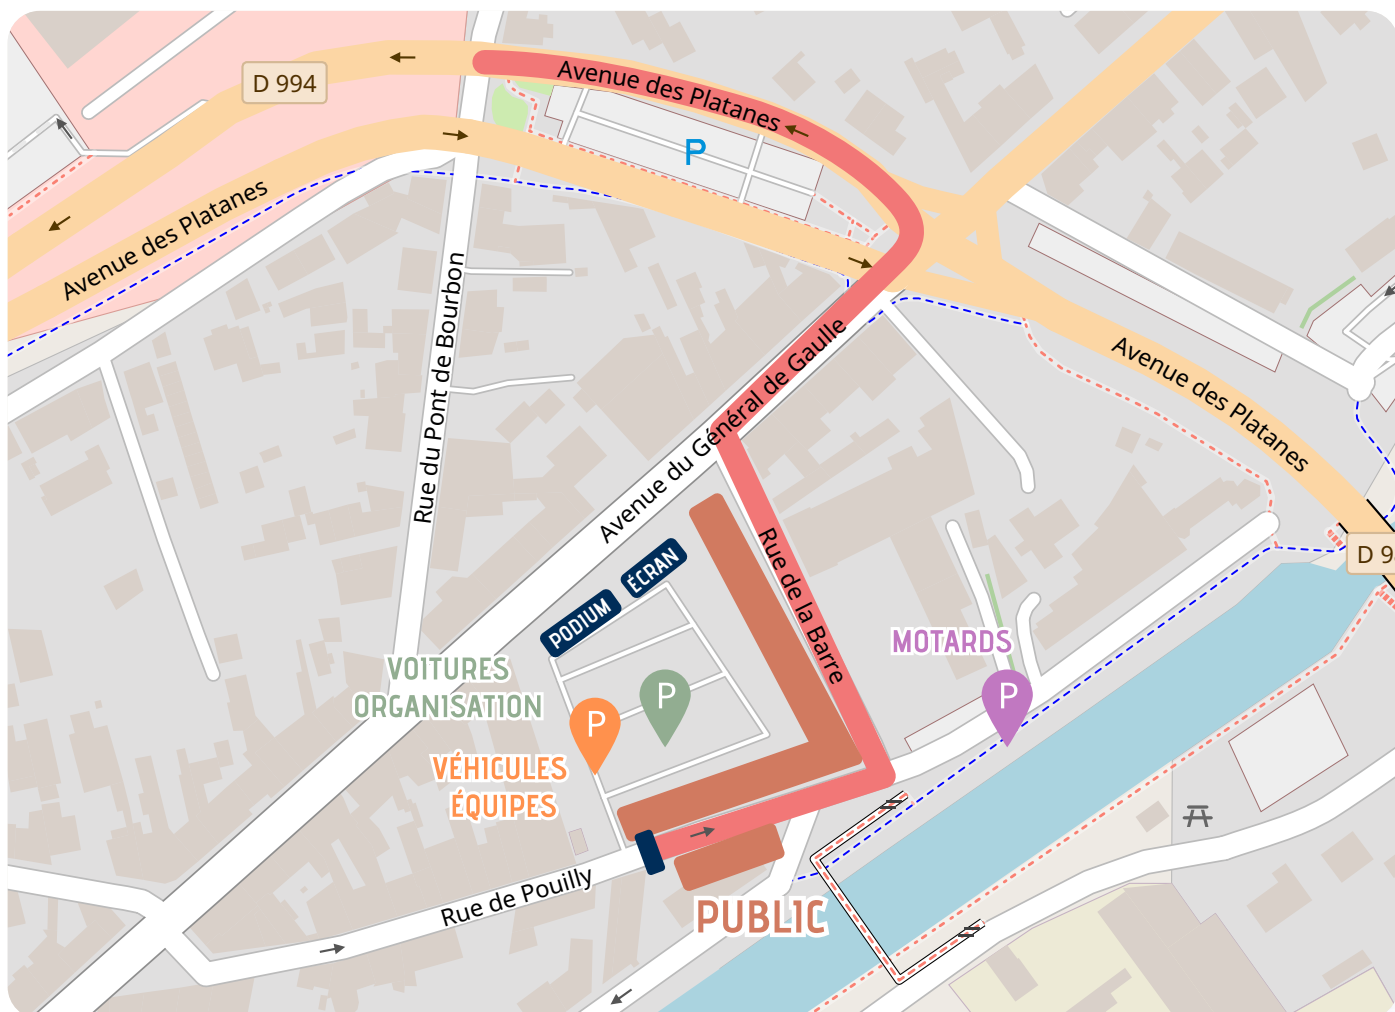 Avenue des Platanes
D 994
P
Avenue des Platanes
Rue du Pont de Bourbon
Avenue du Général de Gaulle
Avenue des Platanes
D 9
Rue de la Barre
ÉCRAN
PODIUM
MOTARDS
P
VOITURES
ORGANISATION
P
P
VÉHICULES
ÉQUIPES
Rue de Pouilly
PUBLIC